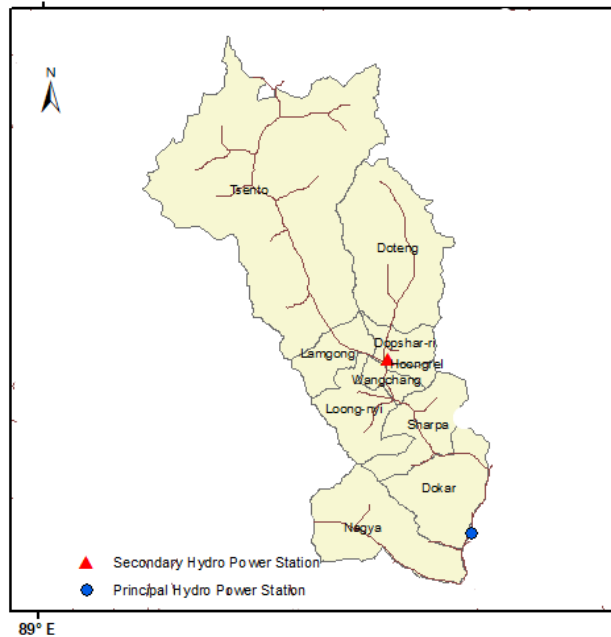 N
Tsento
Doteng
Dopshar-ri
Lamgong
Hoongrel
Wangchang
Loong-nyi
Sharpa
Dokar
Nagya
Secondary Hydro Power Station
Principal Hydro Power Station
89° E